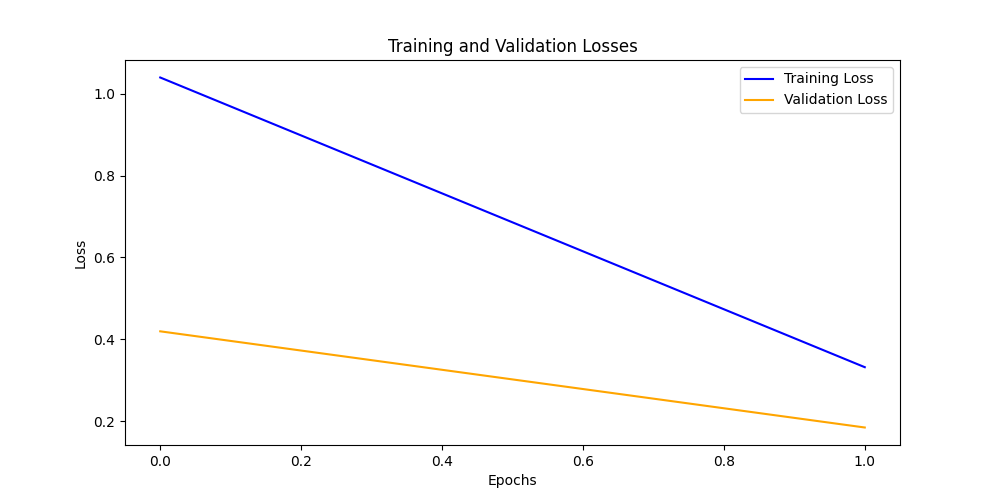 Training and Validation Losses
Training Loss
Validation Loss
1.0
0.8
0.6
0.4
0.2
Loss
0.0 0.2 0.4 0.6 0.8 1.0
Epochs